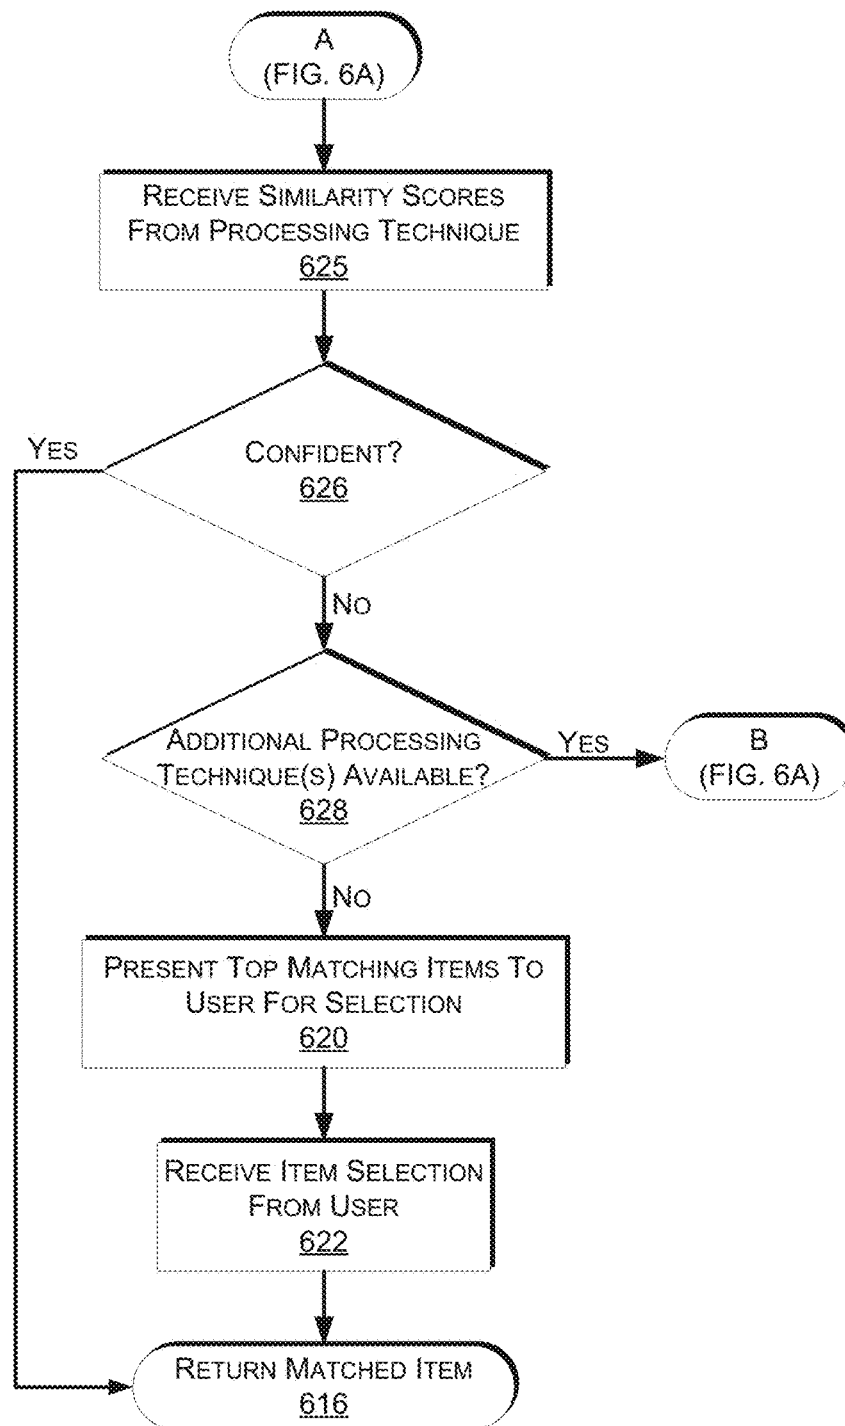 A
(FIG. 6A)
RECEIVE SIMILARITY SCORES
FROM PROCESSING TECHNIQUE
625
YES
CONFIDENT?
626
NO
ADDITIONAL PROCESSING
TECHNIQUE(S) AVAILABLE?
628
YES
B
(FIG. 6A)
NO
PRESENT TOP MATCHING ITEMS TO
USER FOR SELECTION
620
RECEIVE ITEM SELECTION
FROM USER
622
RETURN MATCHED ITEM
616